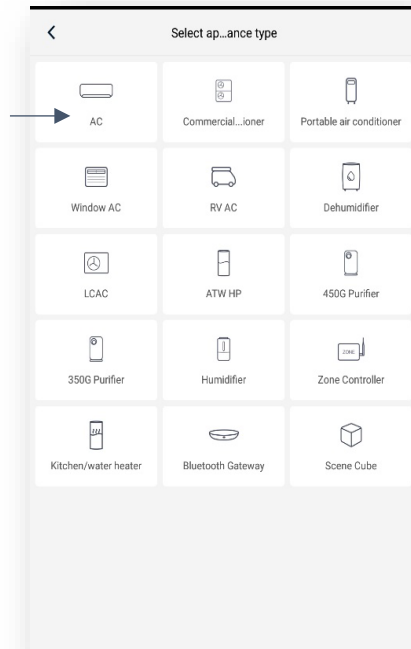 Select ap...ance type
AC
Commercial...ioner
Portable air conditioner
Window AC
RV AC
Dehumidifier
LCAC
ATW HP
450G Purifier
350G Purifier
Humidifier
ZONE
Zone Controller
Kitchen/water heater
Bluetooth Gateway
Scene Cube